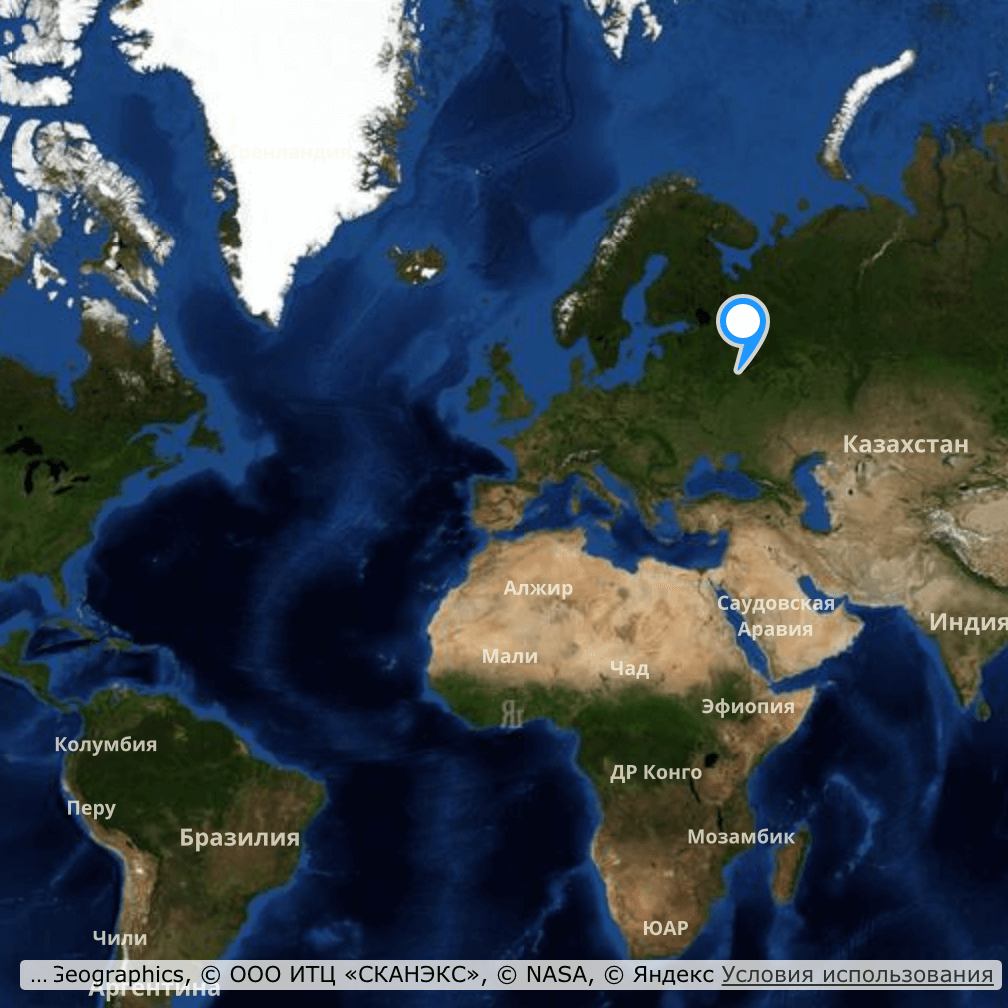 Гренландия
Казахстан
Алжир
Саудовская
Аравия
Индия
Мали
Чад
Эфиопия
Колумбия
ДР Конго
Перу
Бразилия
Мозамбик
ЮАР
Чили
... Geographics, © ООО ИТЦ «СКАНЭКС», © NASA, © Яндекс Условия использования
Аргентина